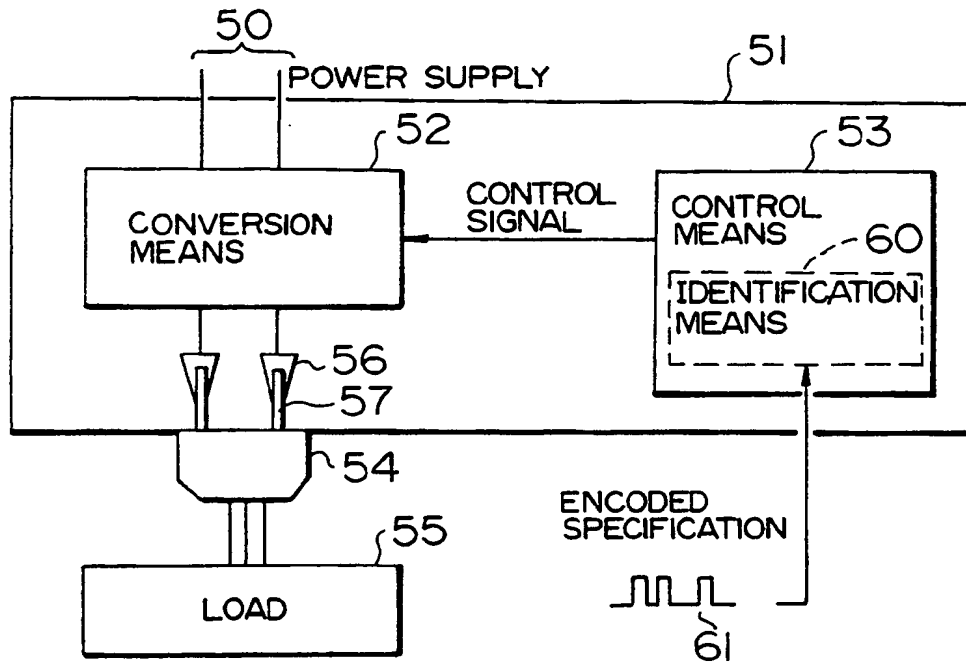 50
POWER SUPPLY
51
52
53
CONVERSION
MEANS
CONTROL
SIGNAL
CONTROL
MEANS
60
IDENTIFICATION
MEANS
56
57
54
ENCODED
SPECIFICATION
55
LOAD
61